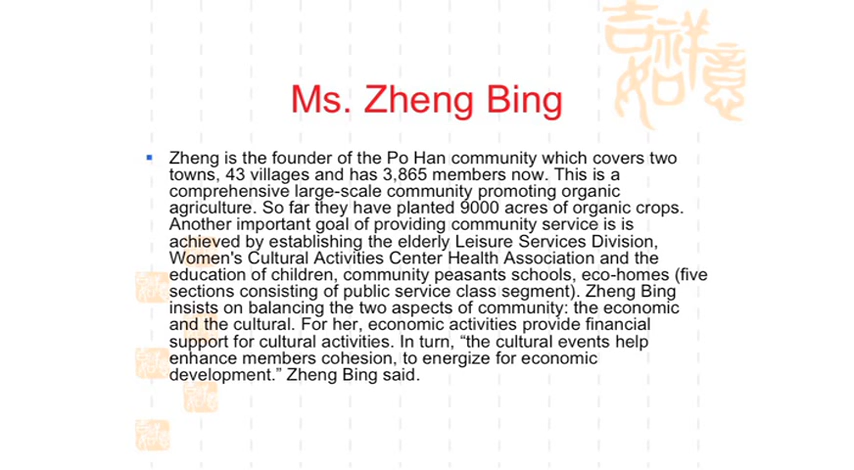 吉祥
如意
Ms. Zheng Bing
Zheng is the founder of the Po Han community which covers two
towns, 43 villages and has 3,865 members now. This is a
comprehensive large-scale community promoting organic
agriculture. So far they have planted 9000 acres of organic crops.
Another important goal of providing community service is is
achieved by establishing the elderly Leisure Services Division,
Women's Cultural Activities Center Health Association and the
education of children, community peasants schools, eco-homes (five
sections consisting of public service class segment). Zheng Bing
insists on balancing the two aspects of community: the economic
and the cultural. For her, economic activities provide financial
support for cultural activities. In turn, “the cultural events help
enhance members cohesion, to energize for economic
development.” Zheng Bing said.